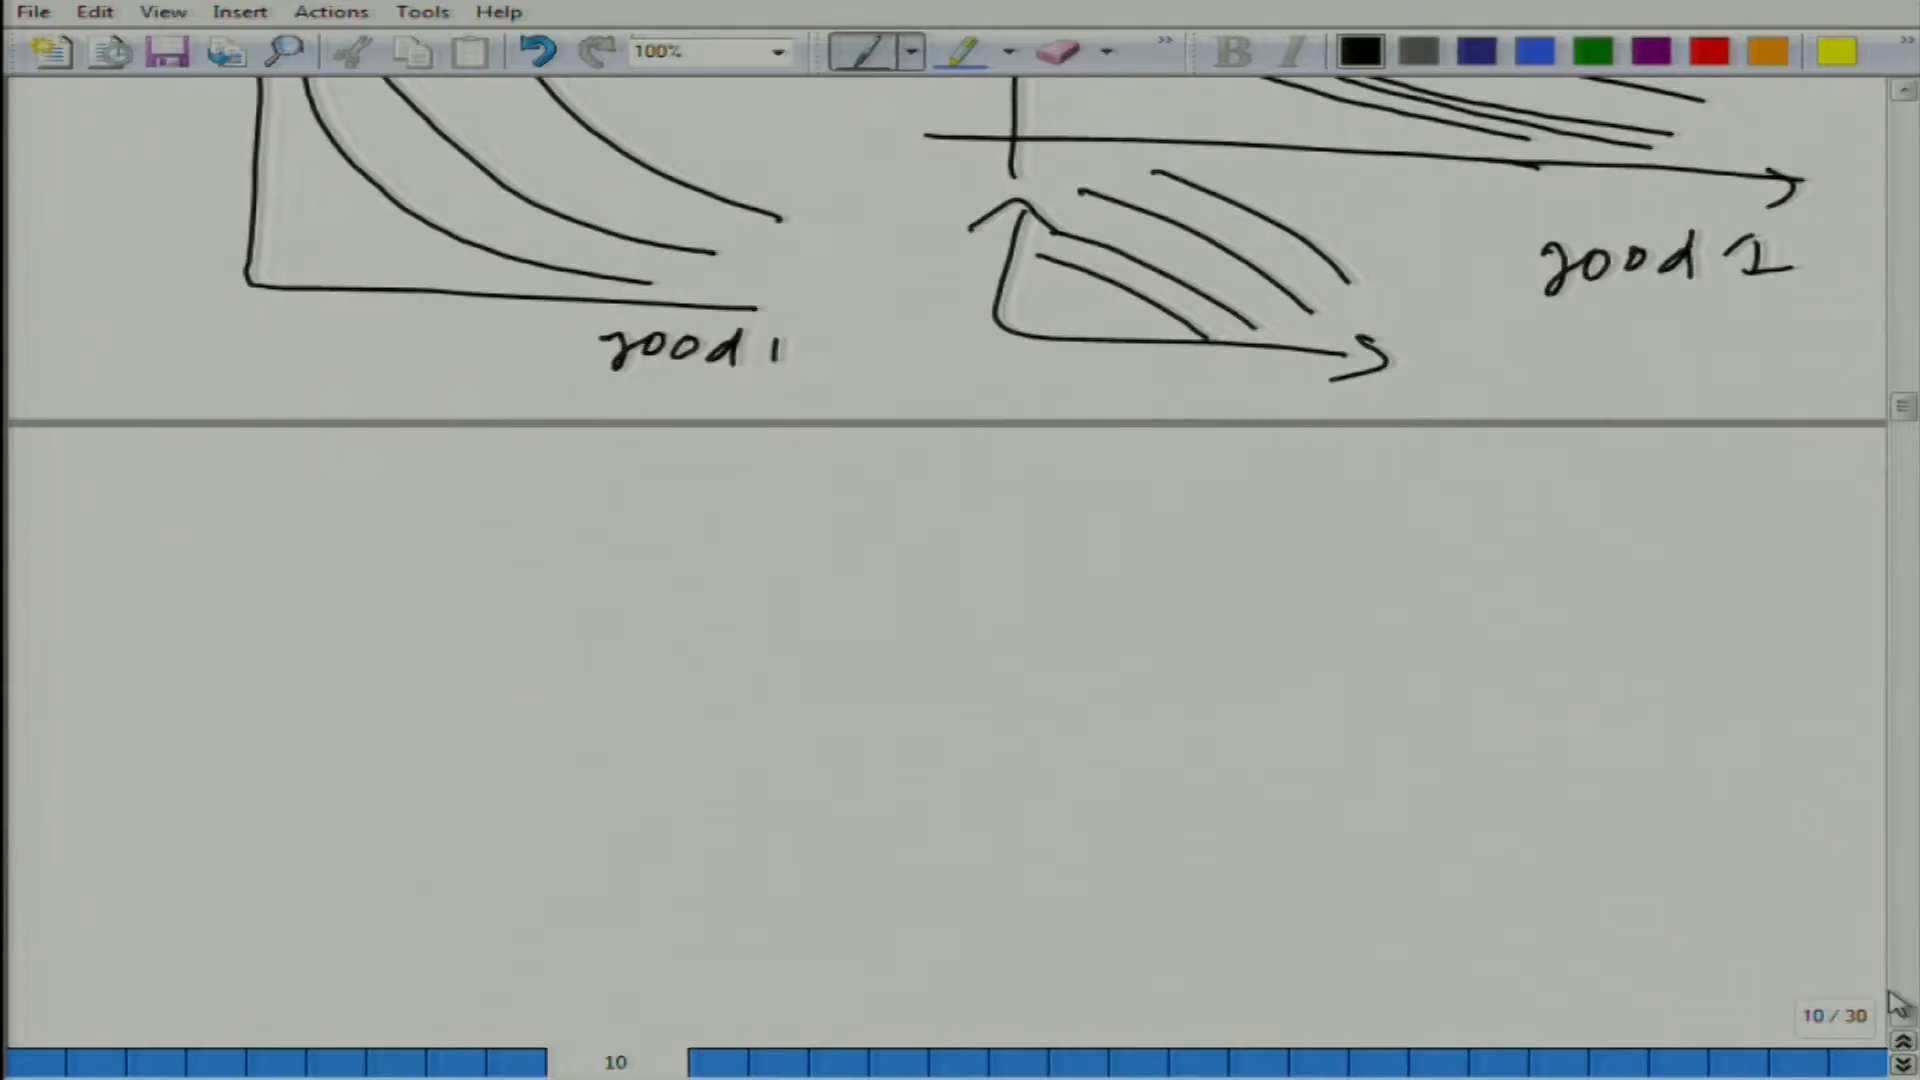 File Edit View Insert Actions Tools Help
100%
B I
good 1
good 1
10 / 30
10